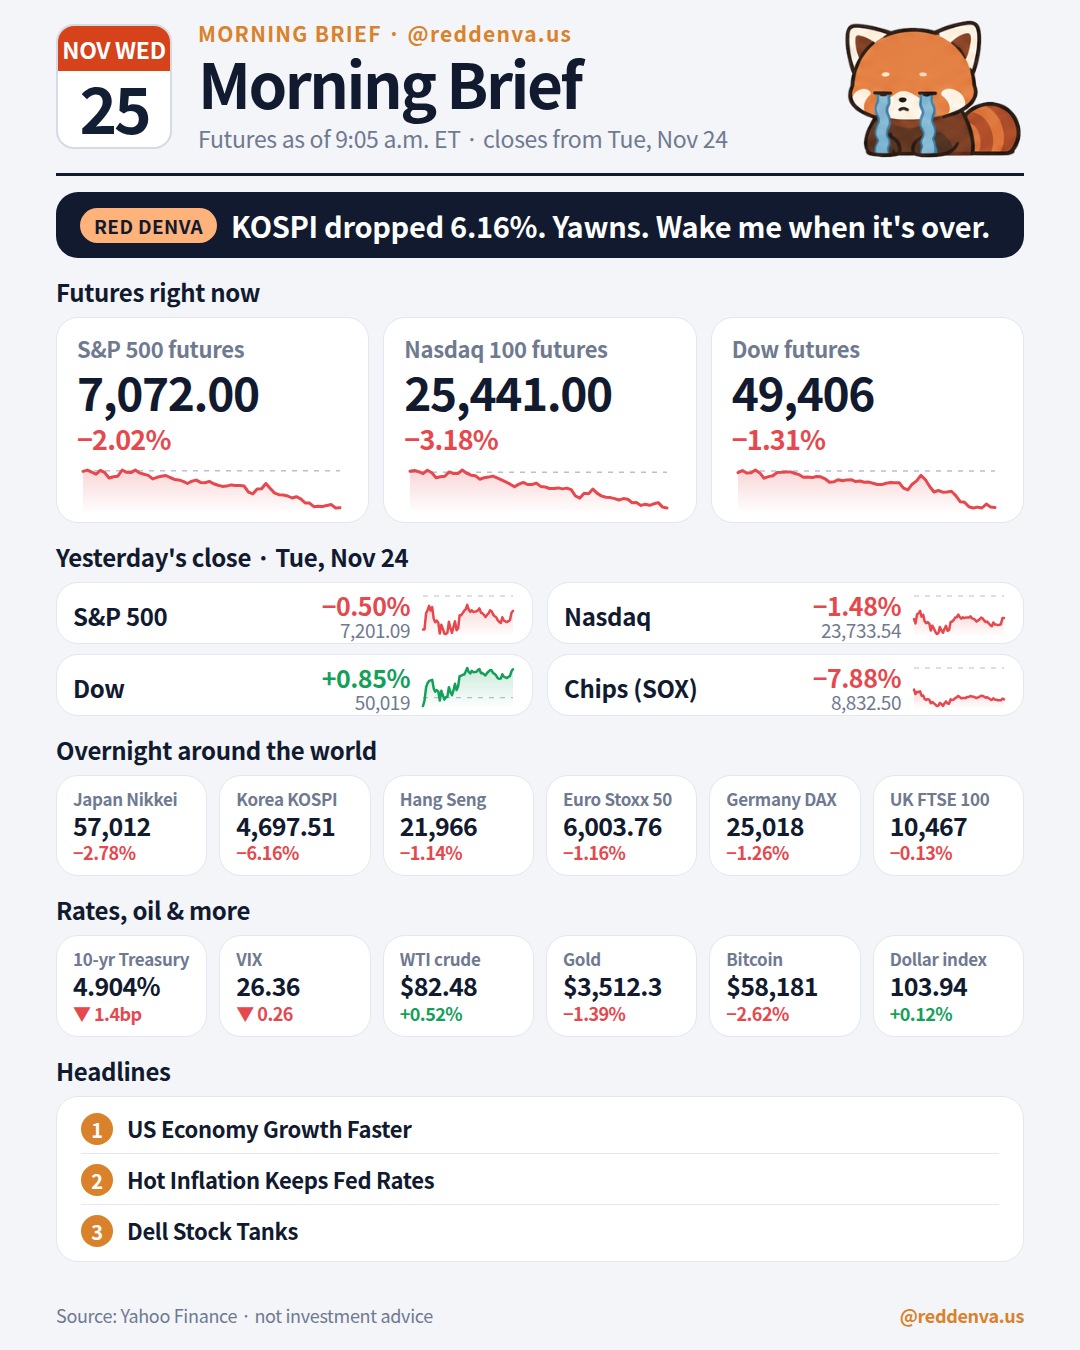 NOV WED
25
MORNING BRIEF · @reddenva.us
Morning Brief
Futures as of 9:05 a.m. ET · closes from Tue, Nov 24
RED DENVA KOSPI dropped 6.16%. Yawns. Wake me when it's over.
Futures right now
S&P 500 futures
7,072.00
−2.02%
Nasdaq 100 futures
25,441.00
−3.18%
Dow futures
49,406
−1.31%
Yesterday's close · Tue, Nov 24
S&P 500
−0.50%
7,201.09
Nasdaq
−1.48%
23,733.54
Dow
+0.85%
50,019
Chips (SOX)
−7.88%
8,832.50
Overnight around the world
Japan Nikkei
57,012
−2.78%
Korea KOSPI
4,697.51
−6.16%
Hang Seng
21,966
−1.14%
Euro Stoxx 50
6,003.76
−1.16%
Germany DAX
25,018
−1.26%
UK FTSE 100
10,467
−0.13%
Rates, oil & more
10-yr Treasury
4.904%
▼ 1.4bp
VIX
26.36
▼ 0.26
WTI crude
$82.48
+0.52%
Gold
$3,512.3
−1.39%
Bitcoin
$58,181
−2.62%
Dollar index
103.94
+0.12%
Headlines
1 US Economy Growth Faster
2 Hot Inflation Keeps Fed Rates
3 Dell Stock Tanks
Source: Yahoo Finance · not investment advice
@reddenva.us